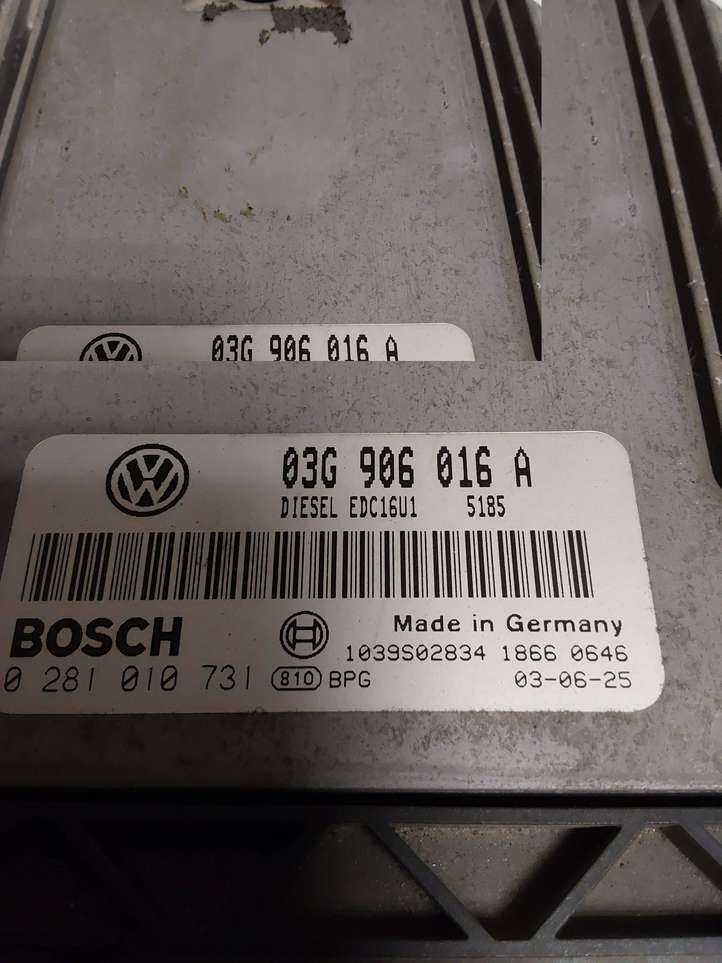 03G 906 016 A
03G 906 016 A
DIESEL EDC16U1 5185
BOSCH
Made in Germany
1039S02834 1866 0646
0 281 010 731 810 BPG 03-06-25